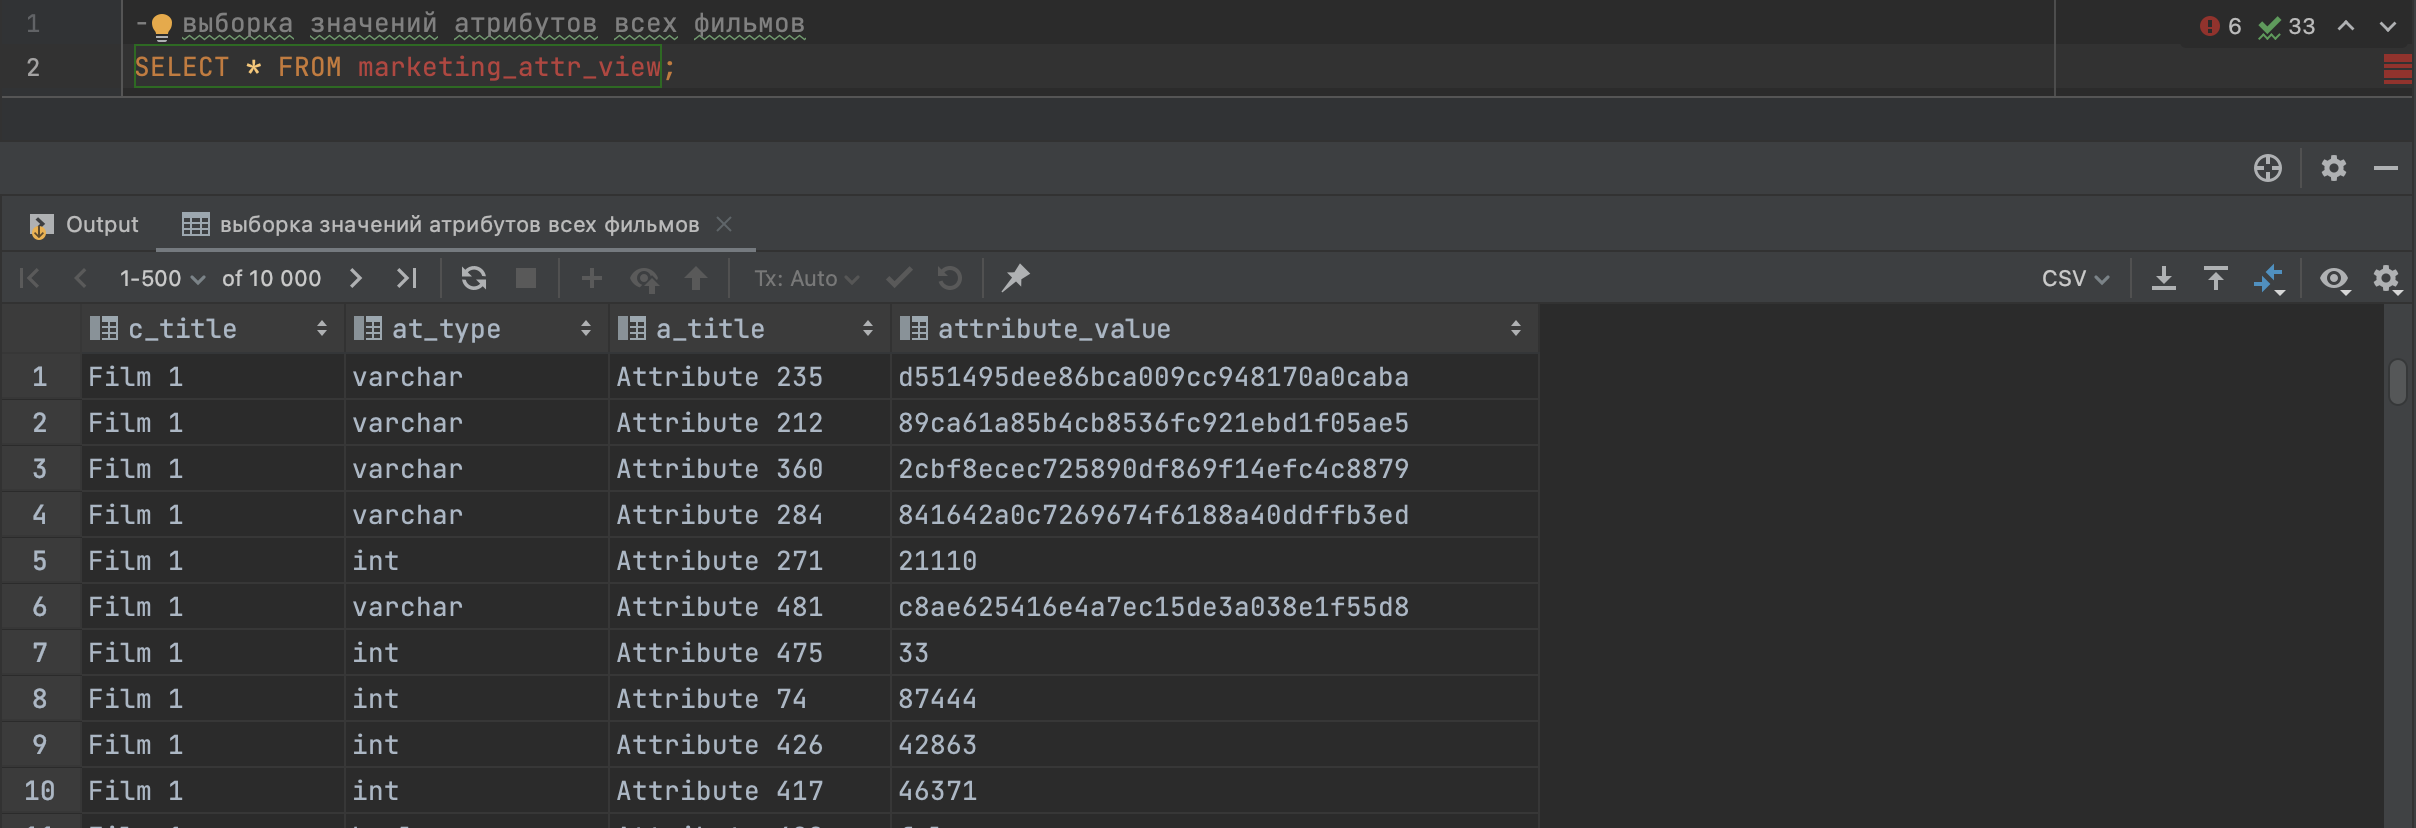 1 - выборка значений атрибутов всех фильмов 6 33
2 SELECT * FROM marketing_attr_view;
Output выборка значений атрибутов всех фильмов
1-500 of 10 000 Tx: Auto CSV
c_title at_type a_title attribute_value
1 Film 1 varchar Attribute 235 d551495dee86bca009cc948170a0caba
2 Film 1 varchar Attribute 212 89ca61a85b4cb8536fc921ebd1f05ae5
3 Film 1 varchar Attribute 360 2cbf8ecec725890df869f14efc4c8879
4 Film 1 varchar Attribute 284 841642a0c7269674f6188a40ddffb3ed
5 Film 1 int Attribute 271 21110
6 Film 1 varchar Attribute 481 c8ae625416e4a7ec15de3a038e1f55d8
7 Film 1 int Attribute 475 33
8 Film 1 int Attribute 74 87444
9 Film 1 int Attribute 426 42863
10 Film 1 int Attribute 417 46371